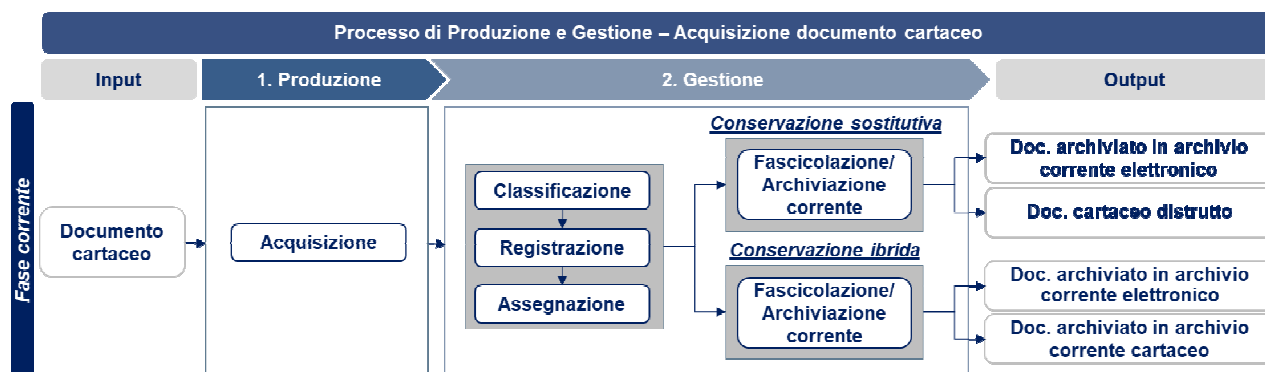 Processo di Produzione e Gestione – Acquisizione documento cartaceo
Input
1. Produzione
2. Gestione
Output
Fase corrente
Documento
cartaceo
Acquisizione
Classificazione
Registrazione
Assegnazione
Conservazione sostitutiva
Fascicolazione/
Archiviazione
corrente
Conservazione ibrida
Fascicolazione/
Archiviazione
corrente
Doc. archiviato in archivio
corrente elettronico
Doc. cartaceo distrutto
Doc. archiviato in archivio
corrente elettronico
Doc. archiviato in archivio
corrente cartaceo